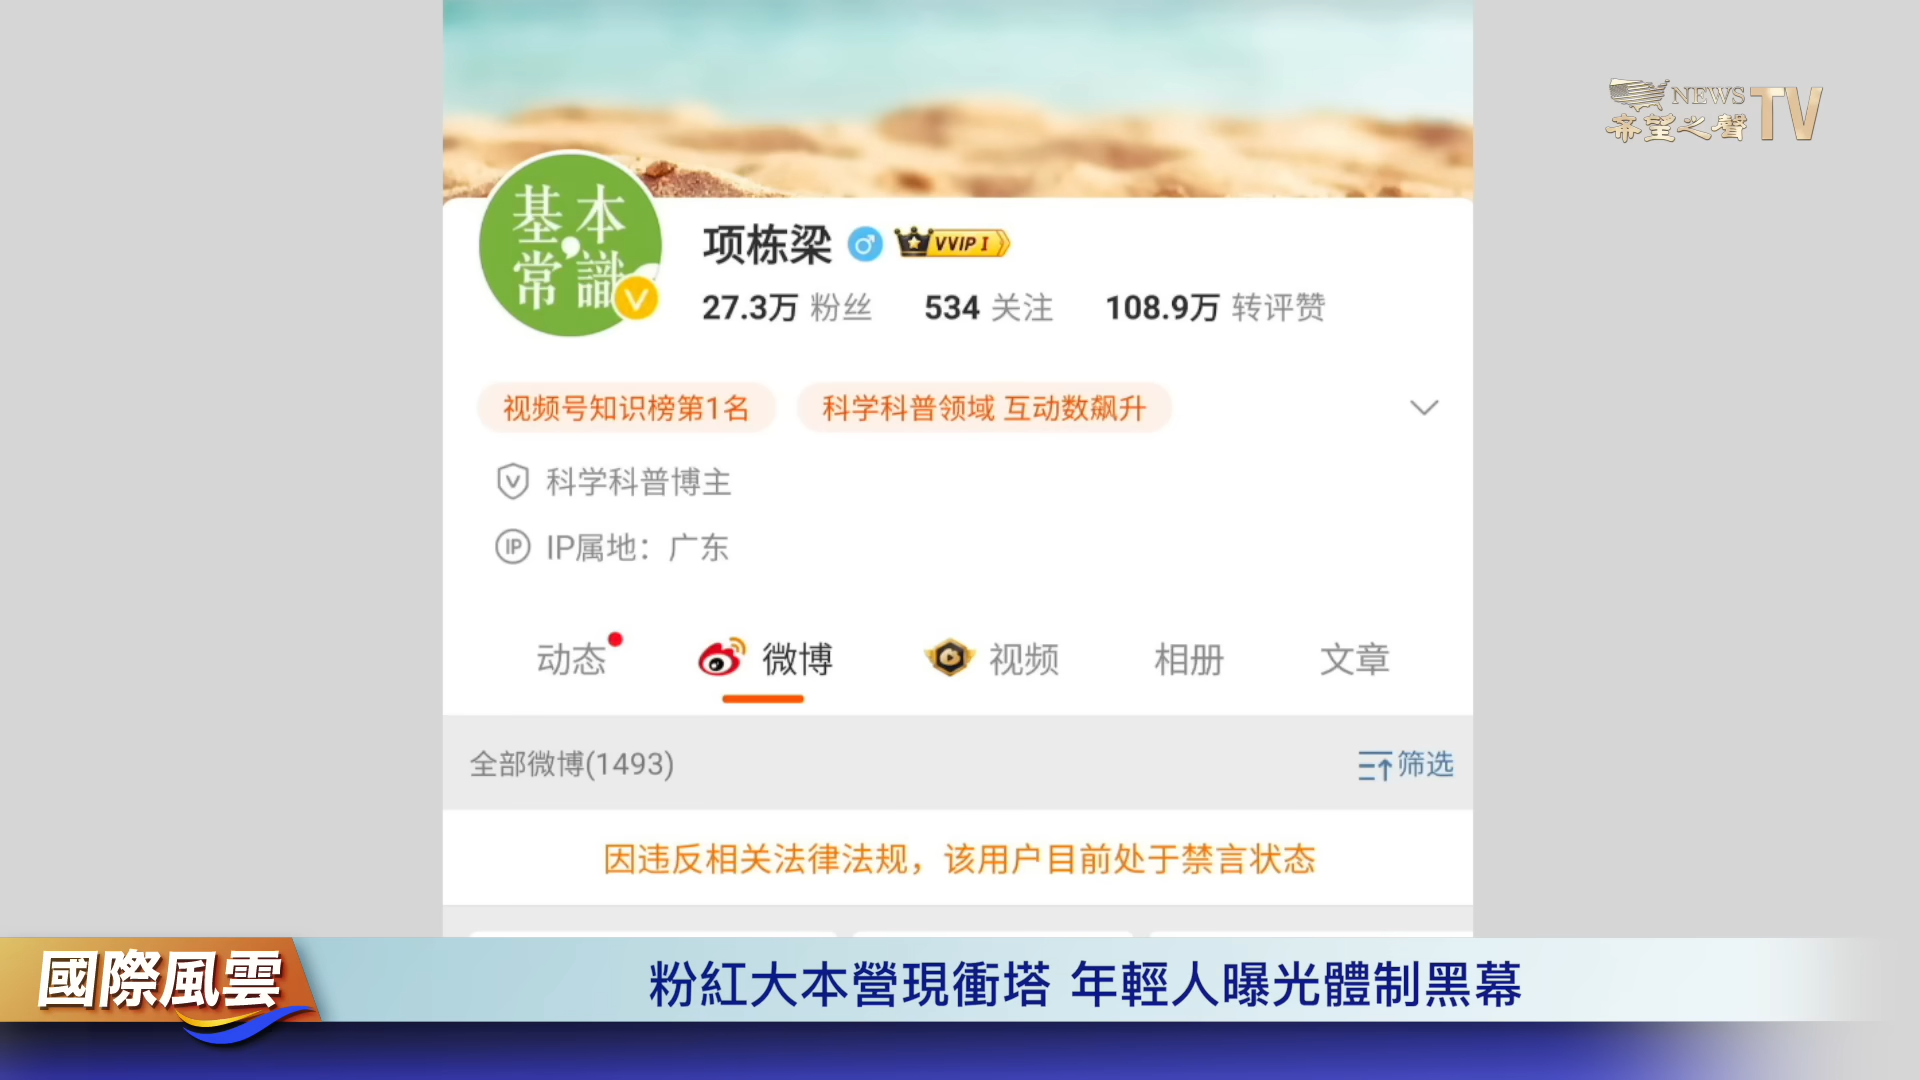 NEWS
希望之聲TV
基本
常識
项栋梁 VVIP I
27.3万 粉丝 534 关注 108.9万 转评赞
视频号知识榜第1名 科学科普领域 互动数飙升
科学科普博主
IP IP属地：广东
动态 微博 视频 相册 文章
全部微博(1493) 筛选
因违反相关法律法规，该用户目前处于禁言状态
國際風雲 粉紅大本營現衝塔 年輕人曝光體制黑幕